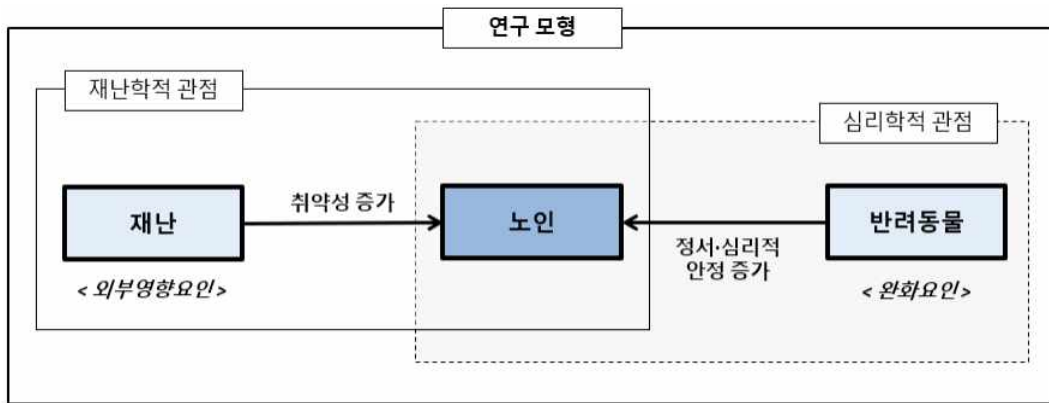 연구 모형
재난학적 관점
심리학적 관점
재난
취약성 증가
노인
정서·심리적
안정 증가
반려동물
< 외부영향요인 >
< 완화요인 >